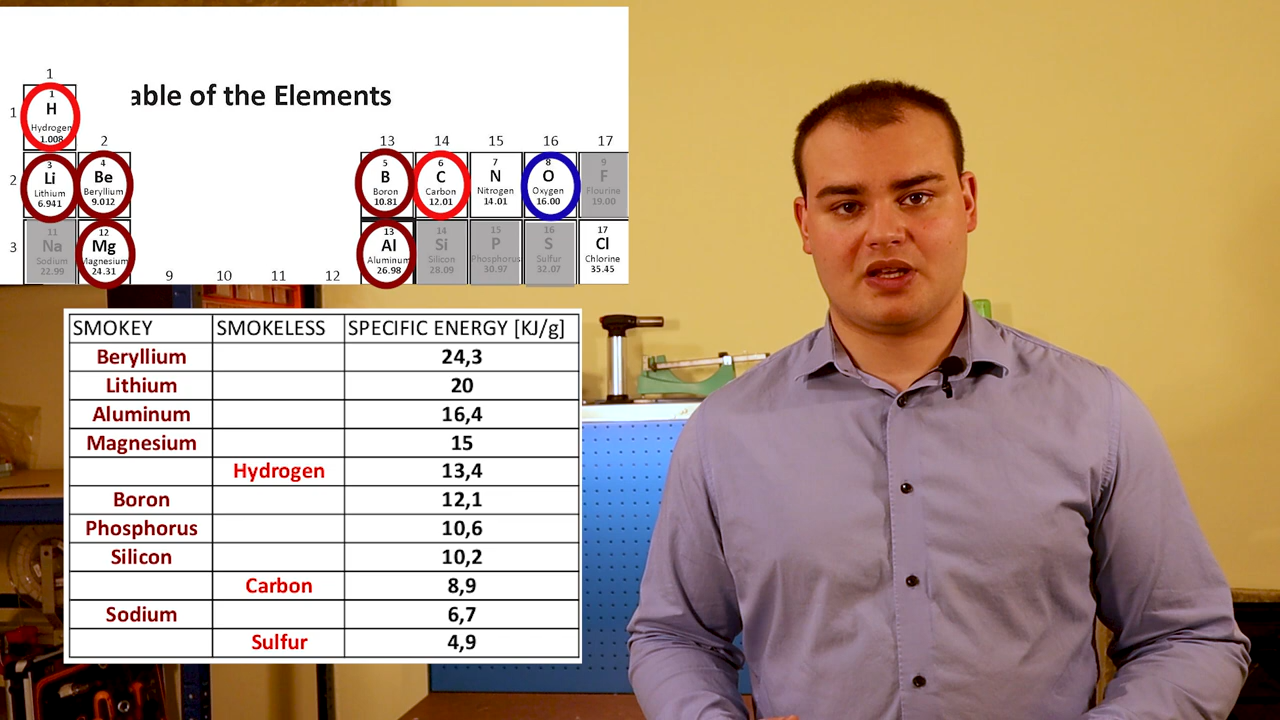 1
able of the Elements
1
1
H
Hydrogen
1.008
2
13
14
15
16
17
2
3
Li
Lithium
6.941
4
Be
Beryllium
9.012
5
B
Boron
10.81
6
C
Carbon
12.01
7
N
Nitrogen
14.01
8
O
Oxygen
16.00
9
F
Flourine
19.00
3
11
Na
Sodium
22.99
12
Mg
Magnesium
24.31
9
10
11
12
13
Al
Aluminum
26.98
14
Si
Silicon
28.09
15
P
Phosphorus
30.97
16
S
Sulfur
32.07
17
Cl
Chlorine
35.45
SMOKEY SMOKELESS SPECIFIC ENERGY [KJ/g]
Beryllium 24,3
Lithium 20
Aluminum 16,4
Magnesium 15
Hydrogen 13,4
Boron 12,1
Phosphorus 10,6
Silicon 10,2
Carbon 8,9
Sodium 6,7
Sulfur 4,9